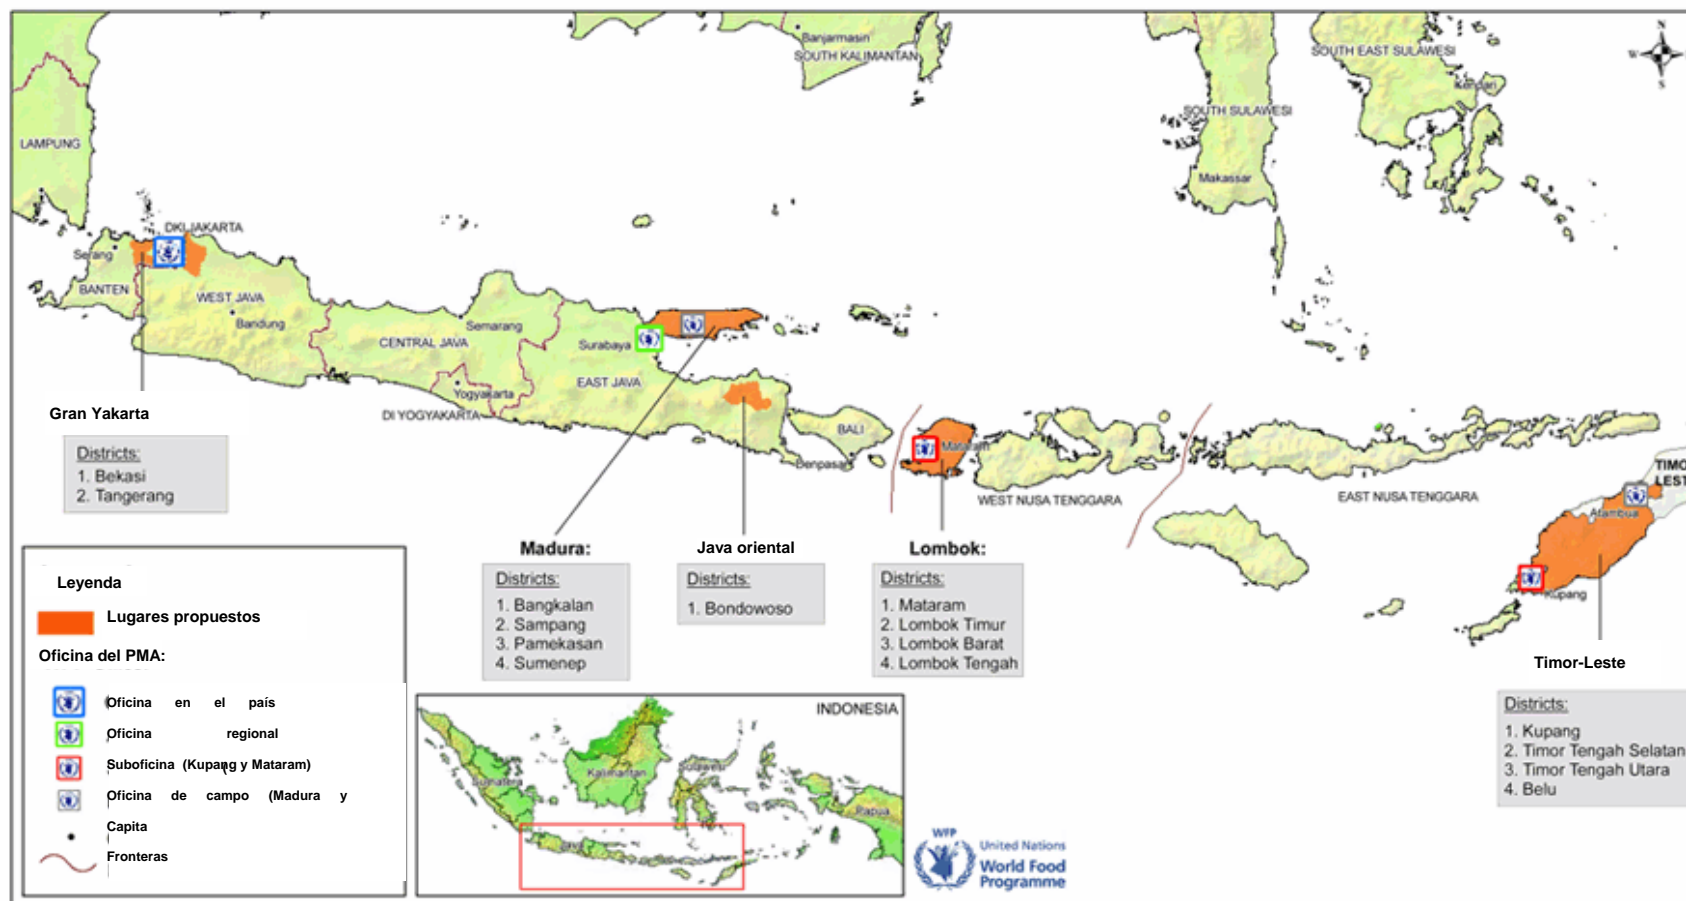 Banjarmasin
SOUTH KALIMANTAN
SOUTH EAST SULAWESI
N
W
S
Kendari
SOUTH SULAWESI
LAMPUNG
Makassar
DKI JAKARTA
Serang
BANTEN
WEST JAVA
Bandung
Semarang
CENTRAL JAVA
Surabaya
EAST JAVA
Yogyakarta
DI YOGYAKARTA
BALI
Denpasar
Mataram
WEST NUSA TENGGARA
EAST NUSA TENGGARA
TIMO
LEST
Atambua
Kupang
Gran Yakarta
Districts:
1. Bekasi
2. Tangerang
Madura:
Districts:
1. Bangkalan
2. Sampang
3. Pamekasan
4. Sumenep
Java oriental
Districts:
1. Bondowoso
Lombok:
Districts:
1. Mataram
2. Lombok Timur
3. Lombok Barat
4. Lombok Tengah
Timor-Leste
Districts:
1. Kupang
2. Timor Tengah Selatan
3. Timor Tengah Utara
4. Belu
Leyenda
Lugares propuestos
Oficina del PMA:
Oficina en el país
Oficina regional
Suboficina (Kupang y Mataram)
Oficina de campo (Madura y
Capita
Fronteras
INDONESIA
Sumatera
Kalimantan
Sulawesi
Papua
Java
WFP
United Nations
World Food
Programme